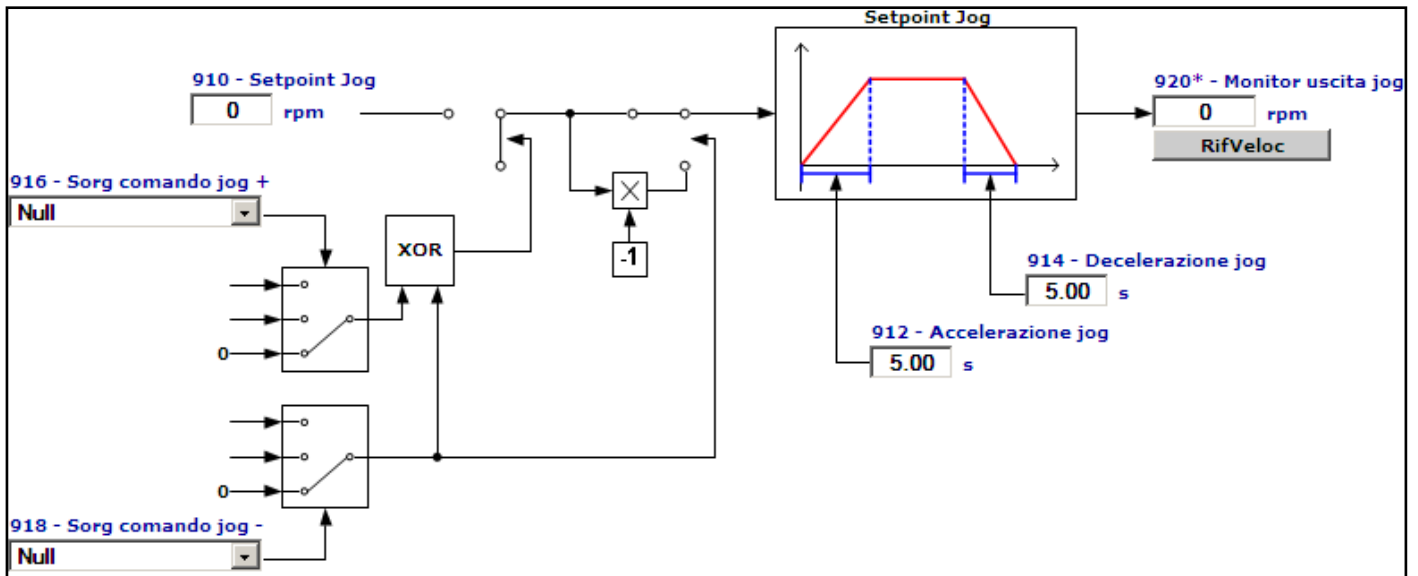 Setpoint Jog
910 - Setpoint Jog
0 rpm
920* - Monitor uscita jog
0 rpm
RifVeloc
916 - Sorg comando jog +
Null
XOR
-1
914 - Decelerazione jog
5.00 s
912 - Accelerazione jog
5.00 s
0
0
918 - Sorg comando jog -
Null